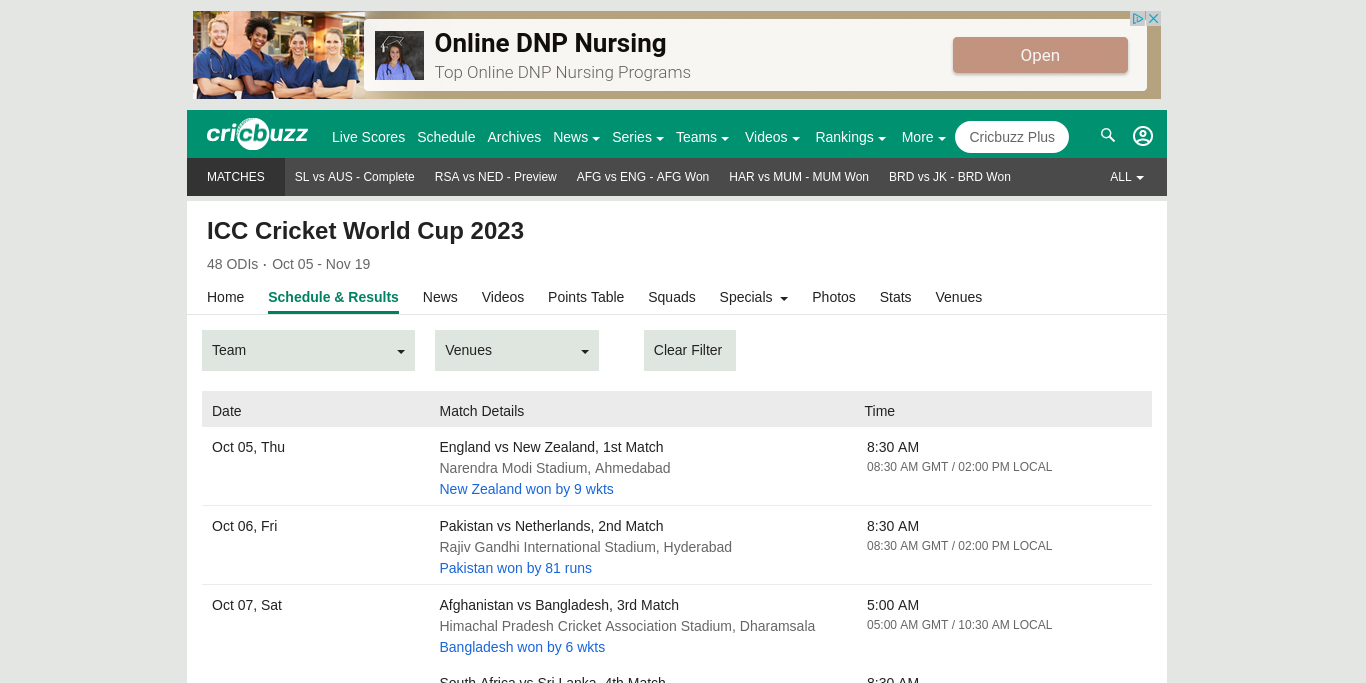 Online DNP Nursing
Top Online DNP Nursing Programs
Open
cricbuzz
Live Scores Schedule Archives News Series Teams Videos Rankings More Cricbuzz Plus
MATCHES SL vs AUS - Complete RSA vs NED - Preview AFG vs ENG - AFG Won HAR vs MUM - MUM Won BRD vs JK - BRD Won ALL
ICC Cricket World Cup 2023
48 ODIs · Oct 05 - Nov 19
Home Schedule & Results News Videos Points Table Squads Specials Photos Stats Venues
Team Venues Clear Filter
Date Match Details Time
Oct 05, Thu England vs New Zealand, 1st Match 8:30 AM
Narendra Modi Stadium, Ahmedabad 08:30 AM GMT / 02:00 PM LOCAL
New Zealand won by 9 wkts
Oct 06, Fri Pakistan vs Netherlands, 2nd Match 8:30 AM
Rajiv Gandhi International Stadium, Hyderabad 08:30 AM GMT / 02:00 PM LOCAL
Pakistan won by 81 runs
Oct 07, Sat Afghanistan vs Bangladesh, 3rd Match 5:00 AM
Himachal Pradesh Cricket Association Stadium, Dharamsala 05:00 AM GMT / 10:30 AM LOCAL
Bangladesh won by 6 wkts
South Africa vs Sri Lanka, 4th Match 8:30 AM